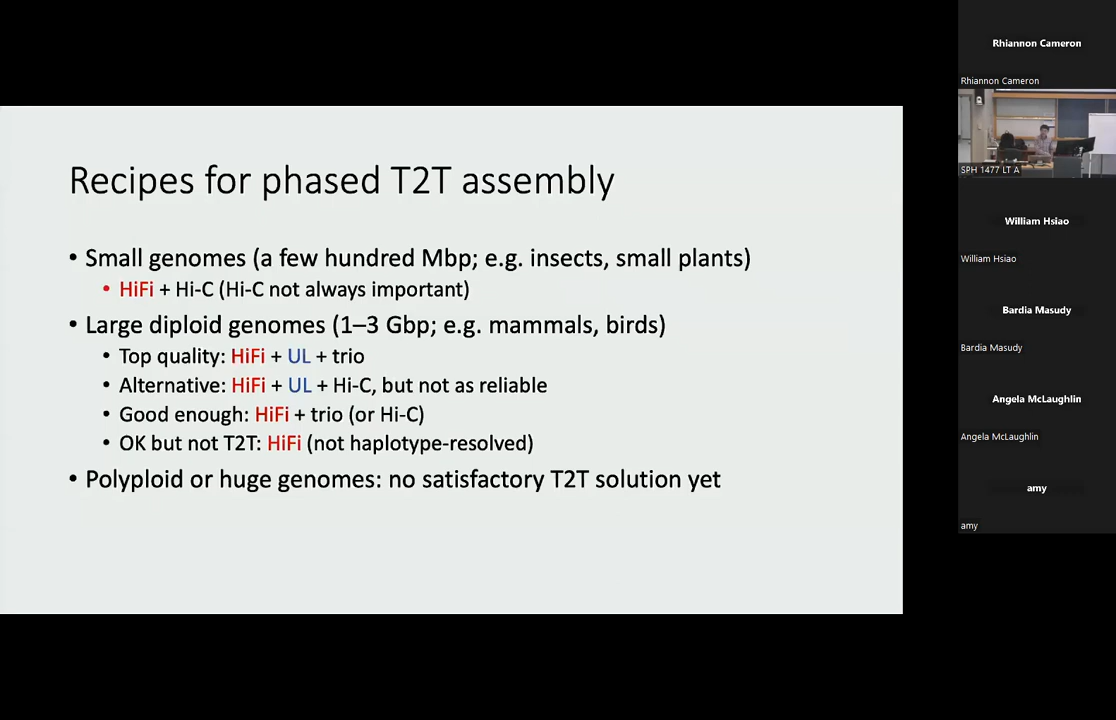 Recipes for phased T2T assembly
• Small genomes (a few hundred Mbp; e.g. insects, small plants)
• HiFi + Hi-C (Hi-C not always important)
• Large diploid genomes (1–3 Gbp; e.g. mammals, birds)
• Top quality: HiFi + UL + trio
• Alternative: HiFi + UL + Hi-C, but not as reliable
• Good enough: HiFi + trio (or Hi-C)
• OK but not T2T: HiFi (not haplotype-resolved)
• Polyploid or huge genomes: no satisfactory T2T solution yet
Rhiannon Cameron
Rhiannon Cameron
SPH 1477 LT A
William Hsiao
William Hsiao
Bardia Masudy
Bardia Masudy
Angela McLaughlin
Angela McLaughlin
amy
amy